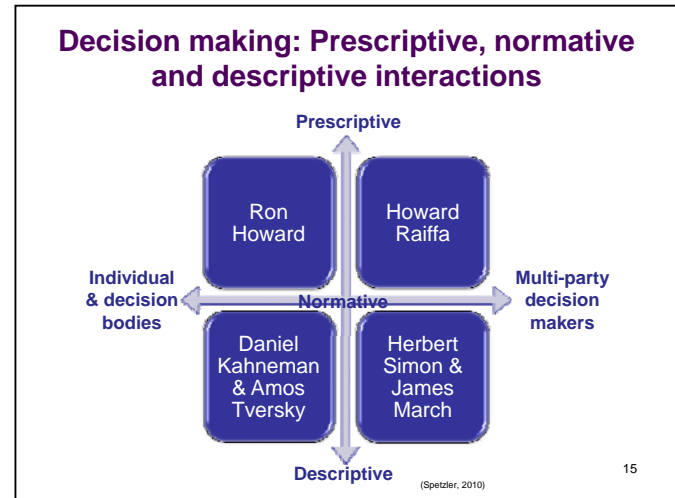 Decision making: Prescriptive, normative
and descriptive interactions
Prescriptive
Ron
Howard
Howard
Raiffa
Individual
& decision
bodies
Normative
Multi-party
decision
makers
Daniel
Kahneman
& Amos
Tversky
Herbert
Simon &
James
March
Descriptive
(Spetzler, 2010)
15